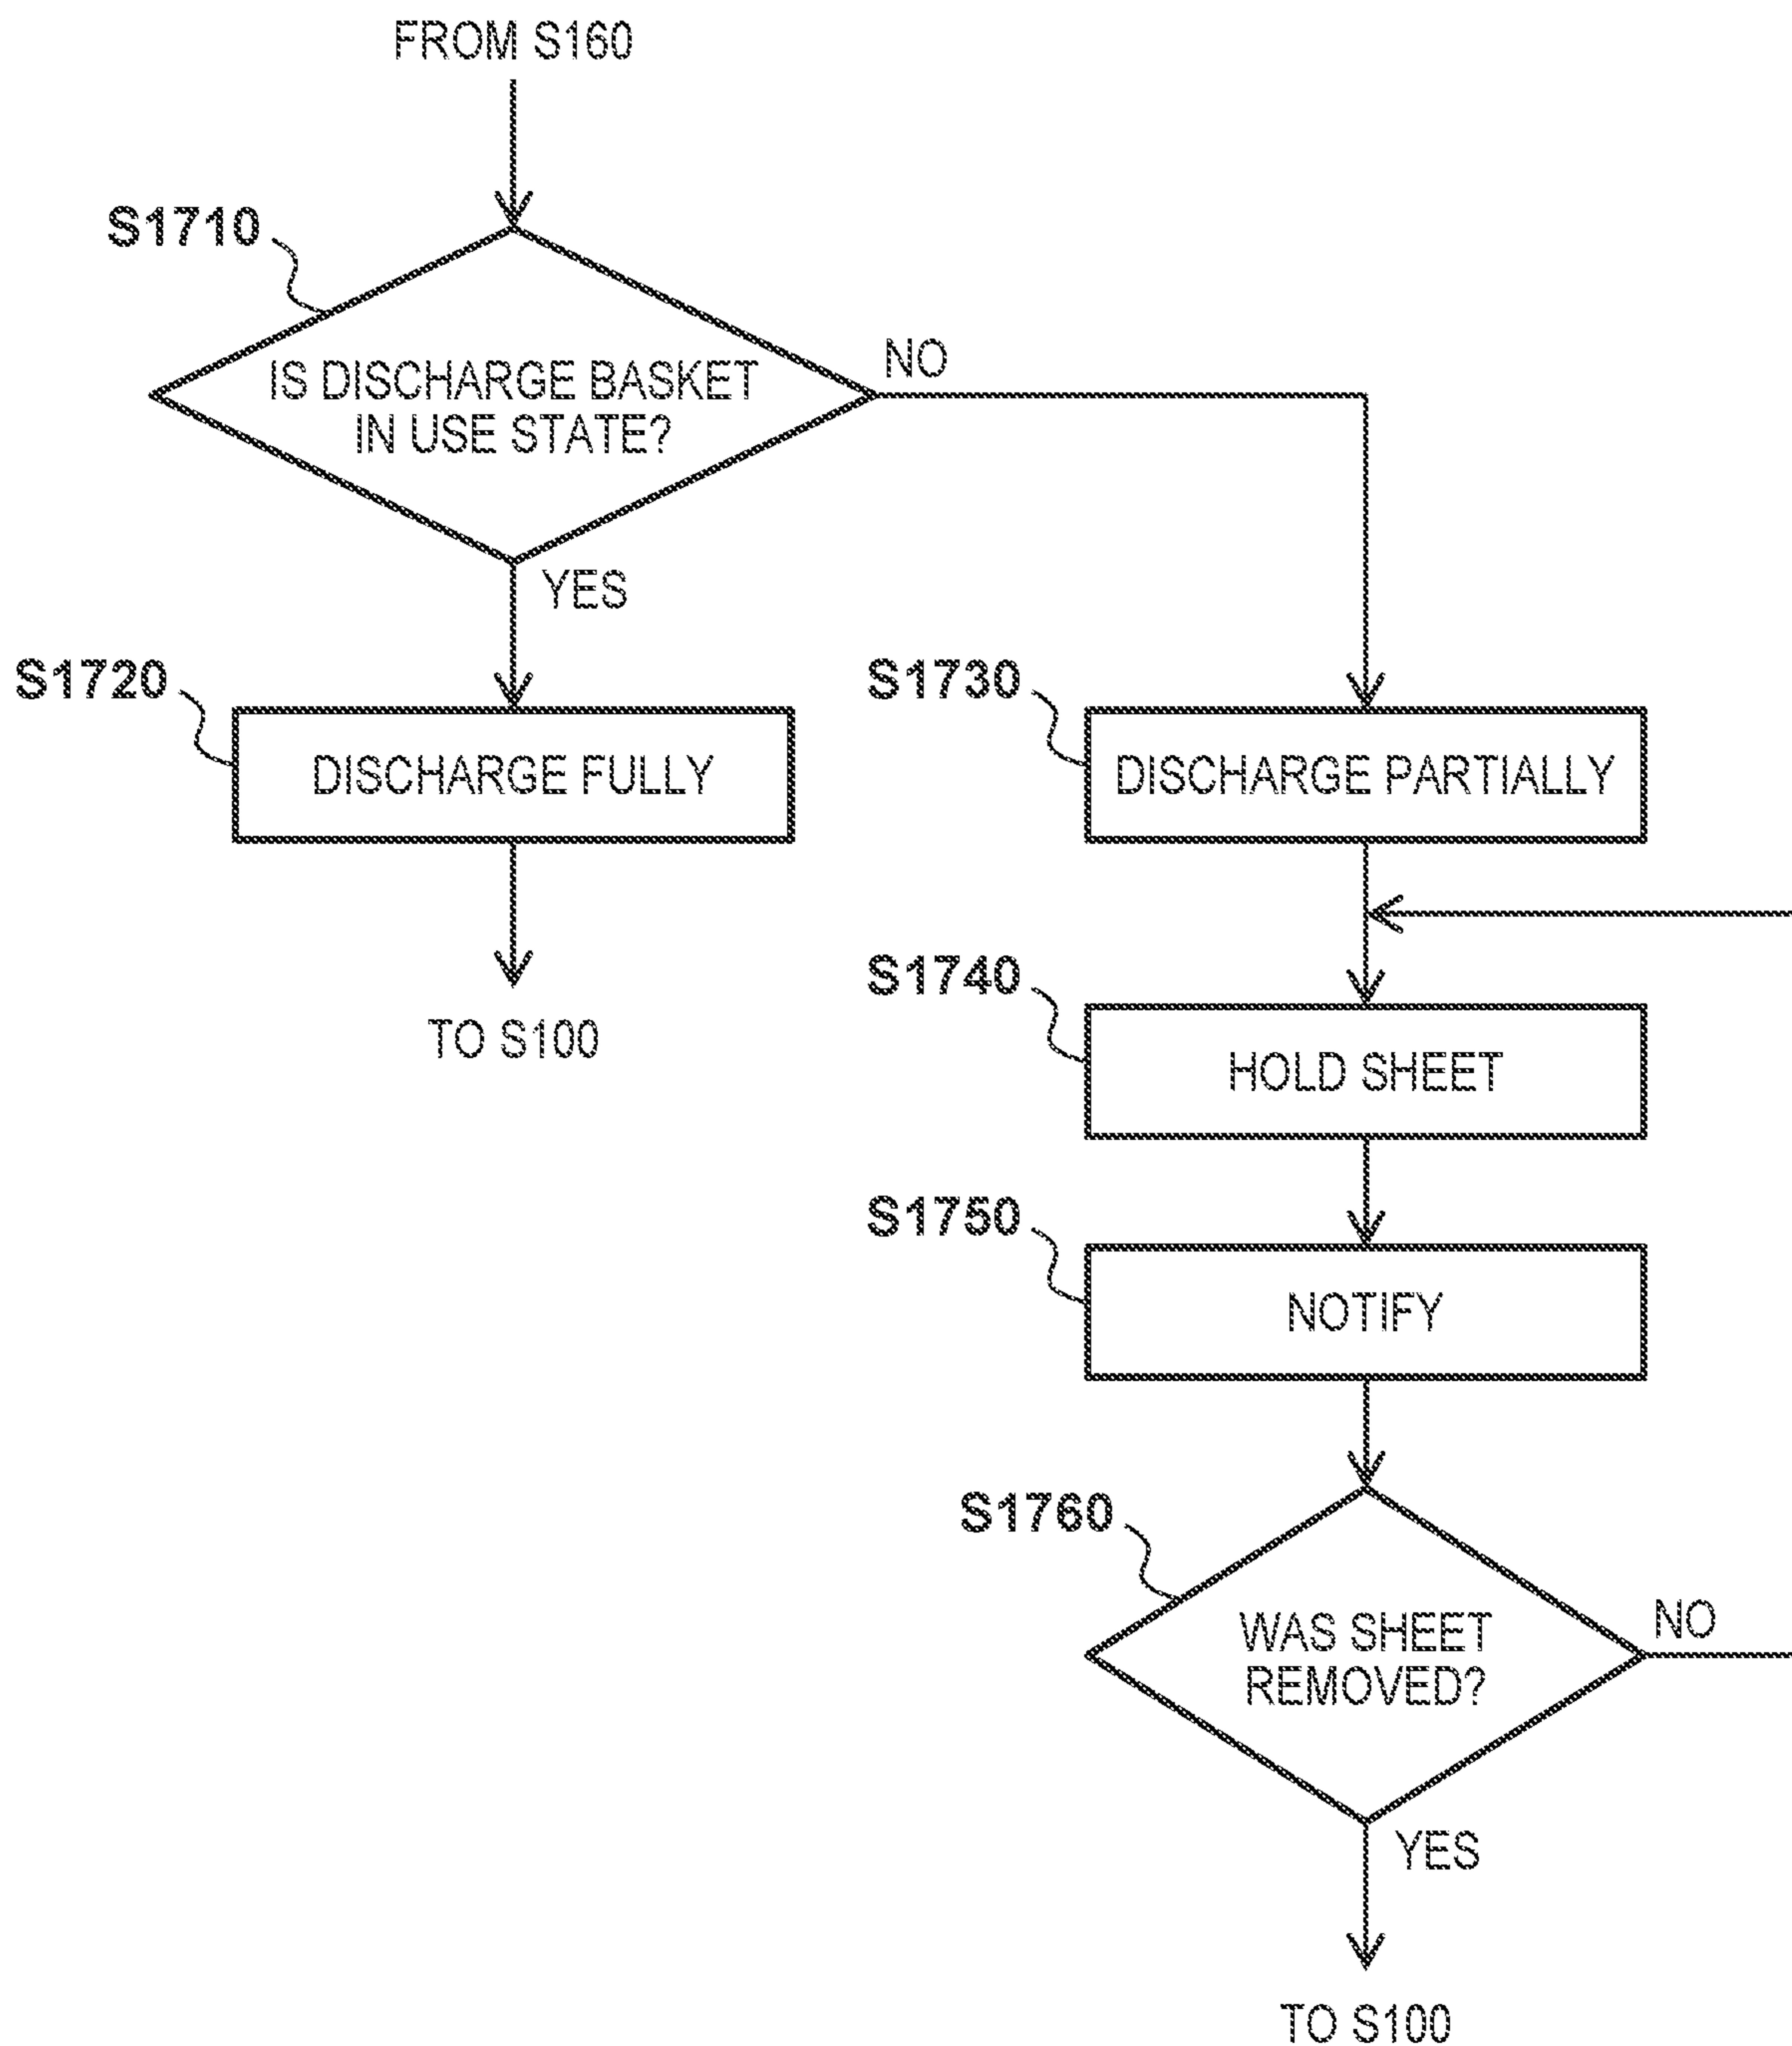 FROM S160
S1710
IS DISCHARGE BASKET
IN USE STATE?
NO
YES
S1720
DISCHARGE FULLY
TO S100
S1730
DISCHARGE PARTIALLY
S1740
HOLD SHEET
S1750
NOTIFY
S1760
WAS SHEET
REMOVED?
NO
YES
TO S100